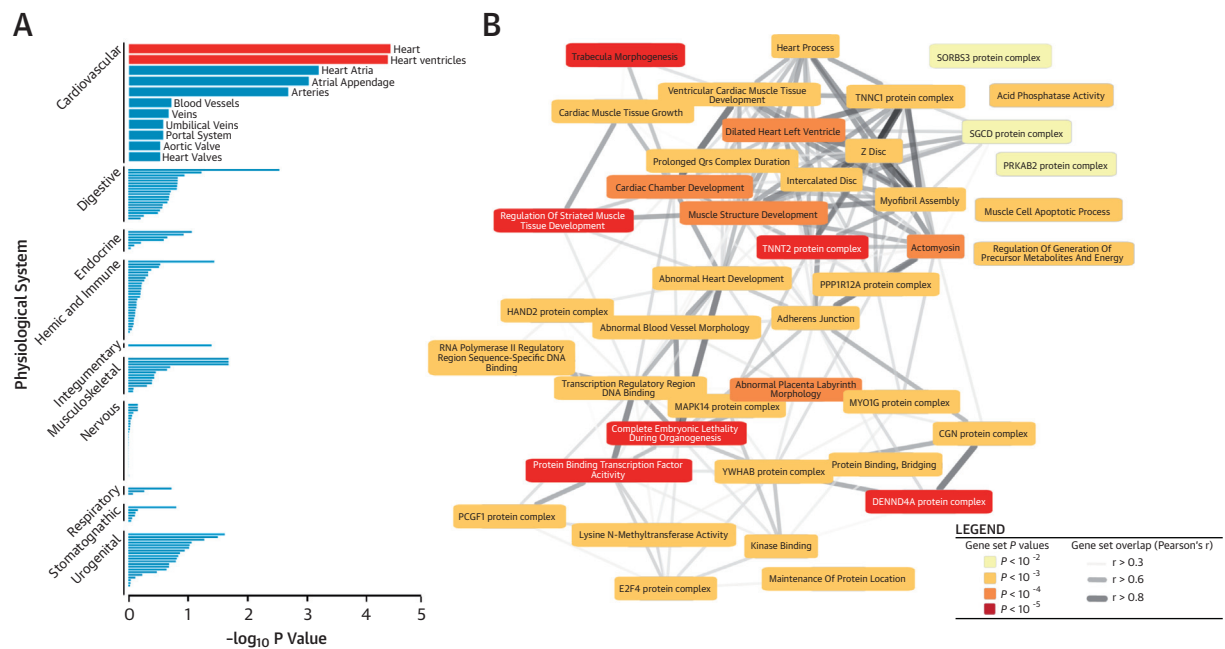 A
Physiological System
Cardiovascular
Heart
Heart ventricles
Heart Atria
Atrial Appendage
Arteries
Blood Vessels
Veins
Umbilical Veins
Portal System
Aortic Valve
Heart Valves
Digestive
Endocrine
Hemic and Immune
Integumentary
Musculoskeletal
Nervous
Respiratory
Stomatognathic
Urogenital
0 1 2 3 4 5
–log₁₀ P Value
B
Heart Process
Trabecula Morphogenesis
SORBS3 protein complex
Ventricular Cardiac Muscle Tissue
Development
TNNC1 protein complex
Acid Phosphatase Activity
Cardiac Muscle Tissue Growth
Dilated Heart Left Ventricle
SGCD protein complex
Z Disc
Prolonged Qrs Complex Duration
PRKAB2 protein complex
Intercalated Disc
Cardiac Chamber Development
Myofibril Assembly
Muscle Structure Development
Muscle Cell Apoptotic Process
Regulation Of Striated Muscle
Tissue Development
TNNT2 protein complex
Actomyosin
Regulation Of Generation Of
Precursor Metabolites And Energy
Abnormal Heart Development
PPP1R12A protein complex
HAND2 protein complex
Adherens Junction
Abnormal Blood Vessel Morphology
RNA Polymerase II Regulatory
Region Sequence-Specific DNA
Binding
Transcription Regulatory Region
DNA Binding
Abnormal Placenta Labyrinth
Morphology
MAPK14 protein complex
MYO1G protein complex
Complete Embryonic Lethality
During Organogenesis
CGN protein complex
Protein Binding Transcription Factor
Acitivity
YWHAB protein complex
Protein Binding, Bridging
DENND4A protein complex
PCGF1 protein complex
Lysine N-Methyltransferase Activity
Kinase Binding
E2F4 protein complex
Maintenance Of Protein Location
LEGEND
Gene set P values
P < 10⁻²
P < 10⁻³
P < 10⁻⁴
P < 10⁻⁵
Gene set overlap (Pearson's r)
r > 0.3
r > 0.6
r > 0.8